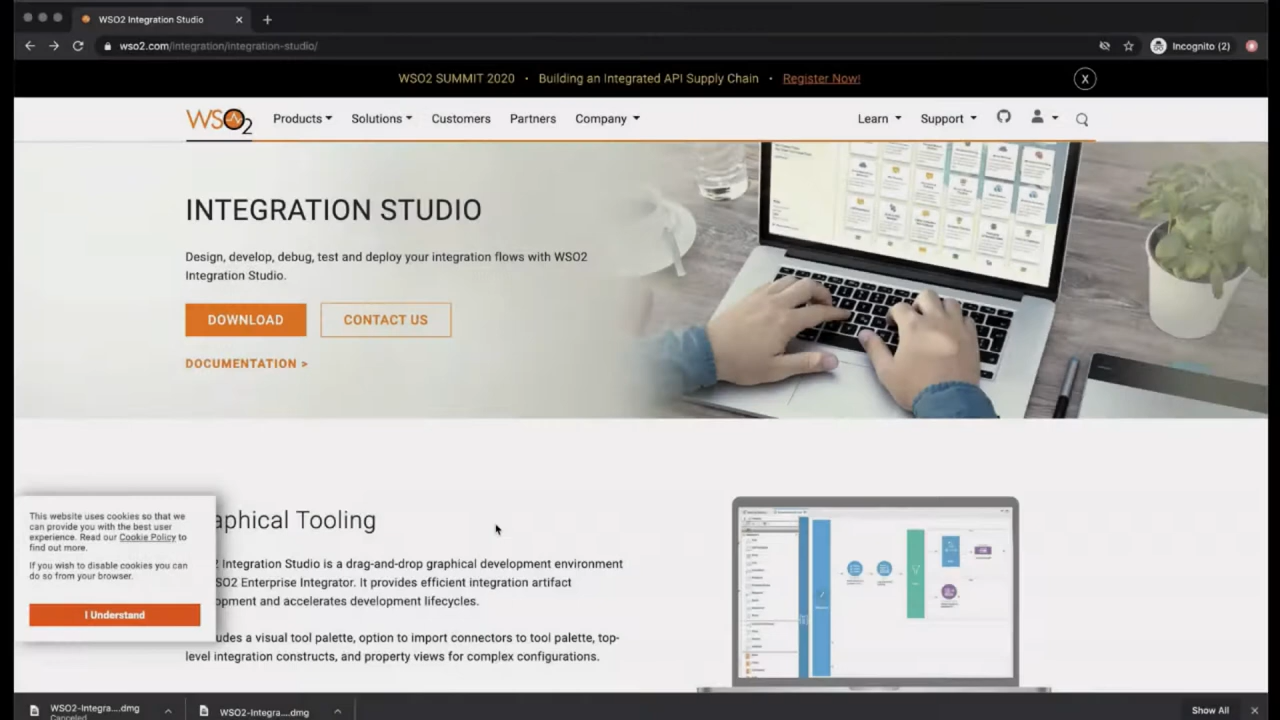 WSO2 Integration Studio
wso2.com/integration/integration-studio/
Incognito (2)
WSO2 SUMMIT 2020 • Building an Integrated API Supply Chain • Register Now!
X
WSO2
Products
Solutions
Customers
Partners
Company
Learn
Support
INTEGRATION STUDIO
Design, develop, debug, test and deploy your integration flows with WSO2
Integration Studio.
DOWNLOAD
CONTACT US
DOCUMENTATION >
aphical Tooling
Integration Studio is a drag-and-drop graphical development environment
SO2 Enterprise Integrator. It provides efficient integration artifact
opment and accelerates development lifecycles.
udes a visual tool palette, option to import connectors to tool palette, top-
level integration constructs, and property views for complex configurations.
This website uses cookies so that we
can provide you with the best user
experience. Read our Cookie Policy to
find out more.
If you wish to disable cookies you can
do so from your browser.
I Understand
WSO2-Integra....dmg
Canceled
WSO2-Integra....dmg
Show All